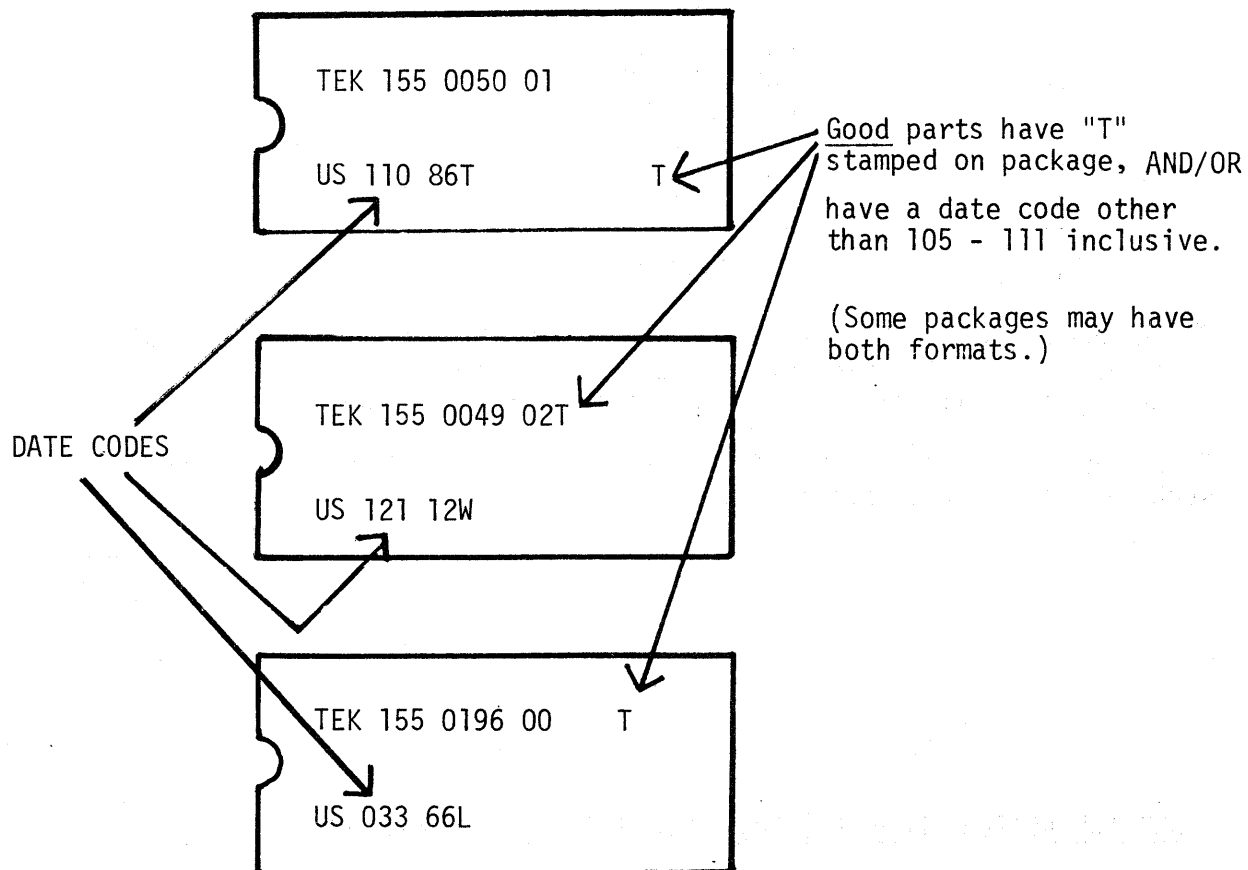 TEK 155 0050 01
US 110 86T T
Good parts have "T"
stamped on package, AND/OR
have a date code other
than 105 - 111 inclusive.
(Some packages may have
both formats.)
DATE CODES
TEK 155 0049 02T
US 121 12W
TEK 155 0196 00 T
US 033 66L